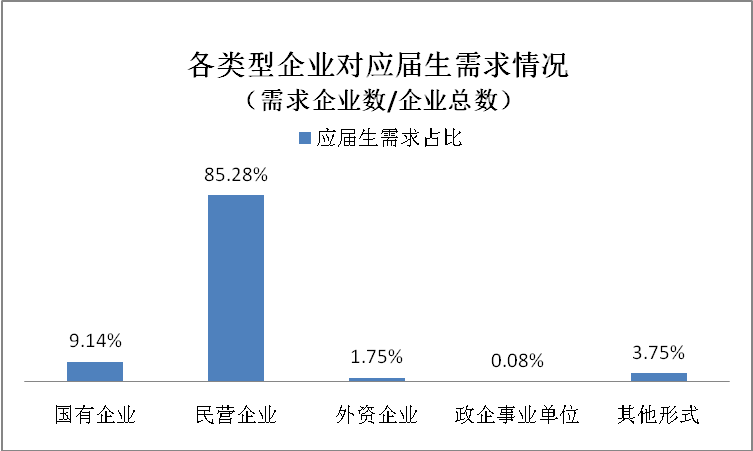 各类型企业对应届生需求情况
（需求企业数/企业总数）
应届生需求占比
85.28%
9.14%
1.75%
0.08%
3.75%
国有企业
民营企业
外资企业
政企事业单位
其他形式